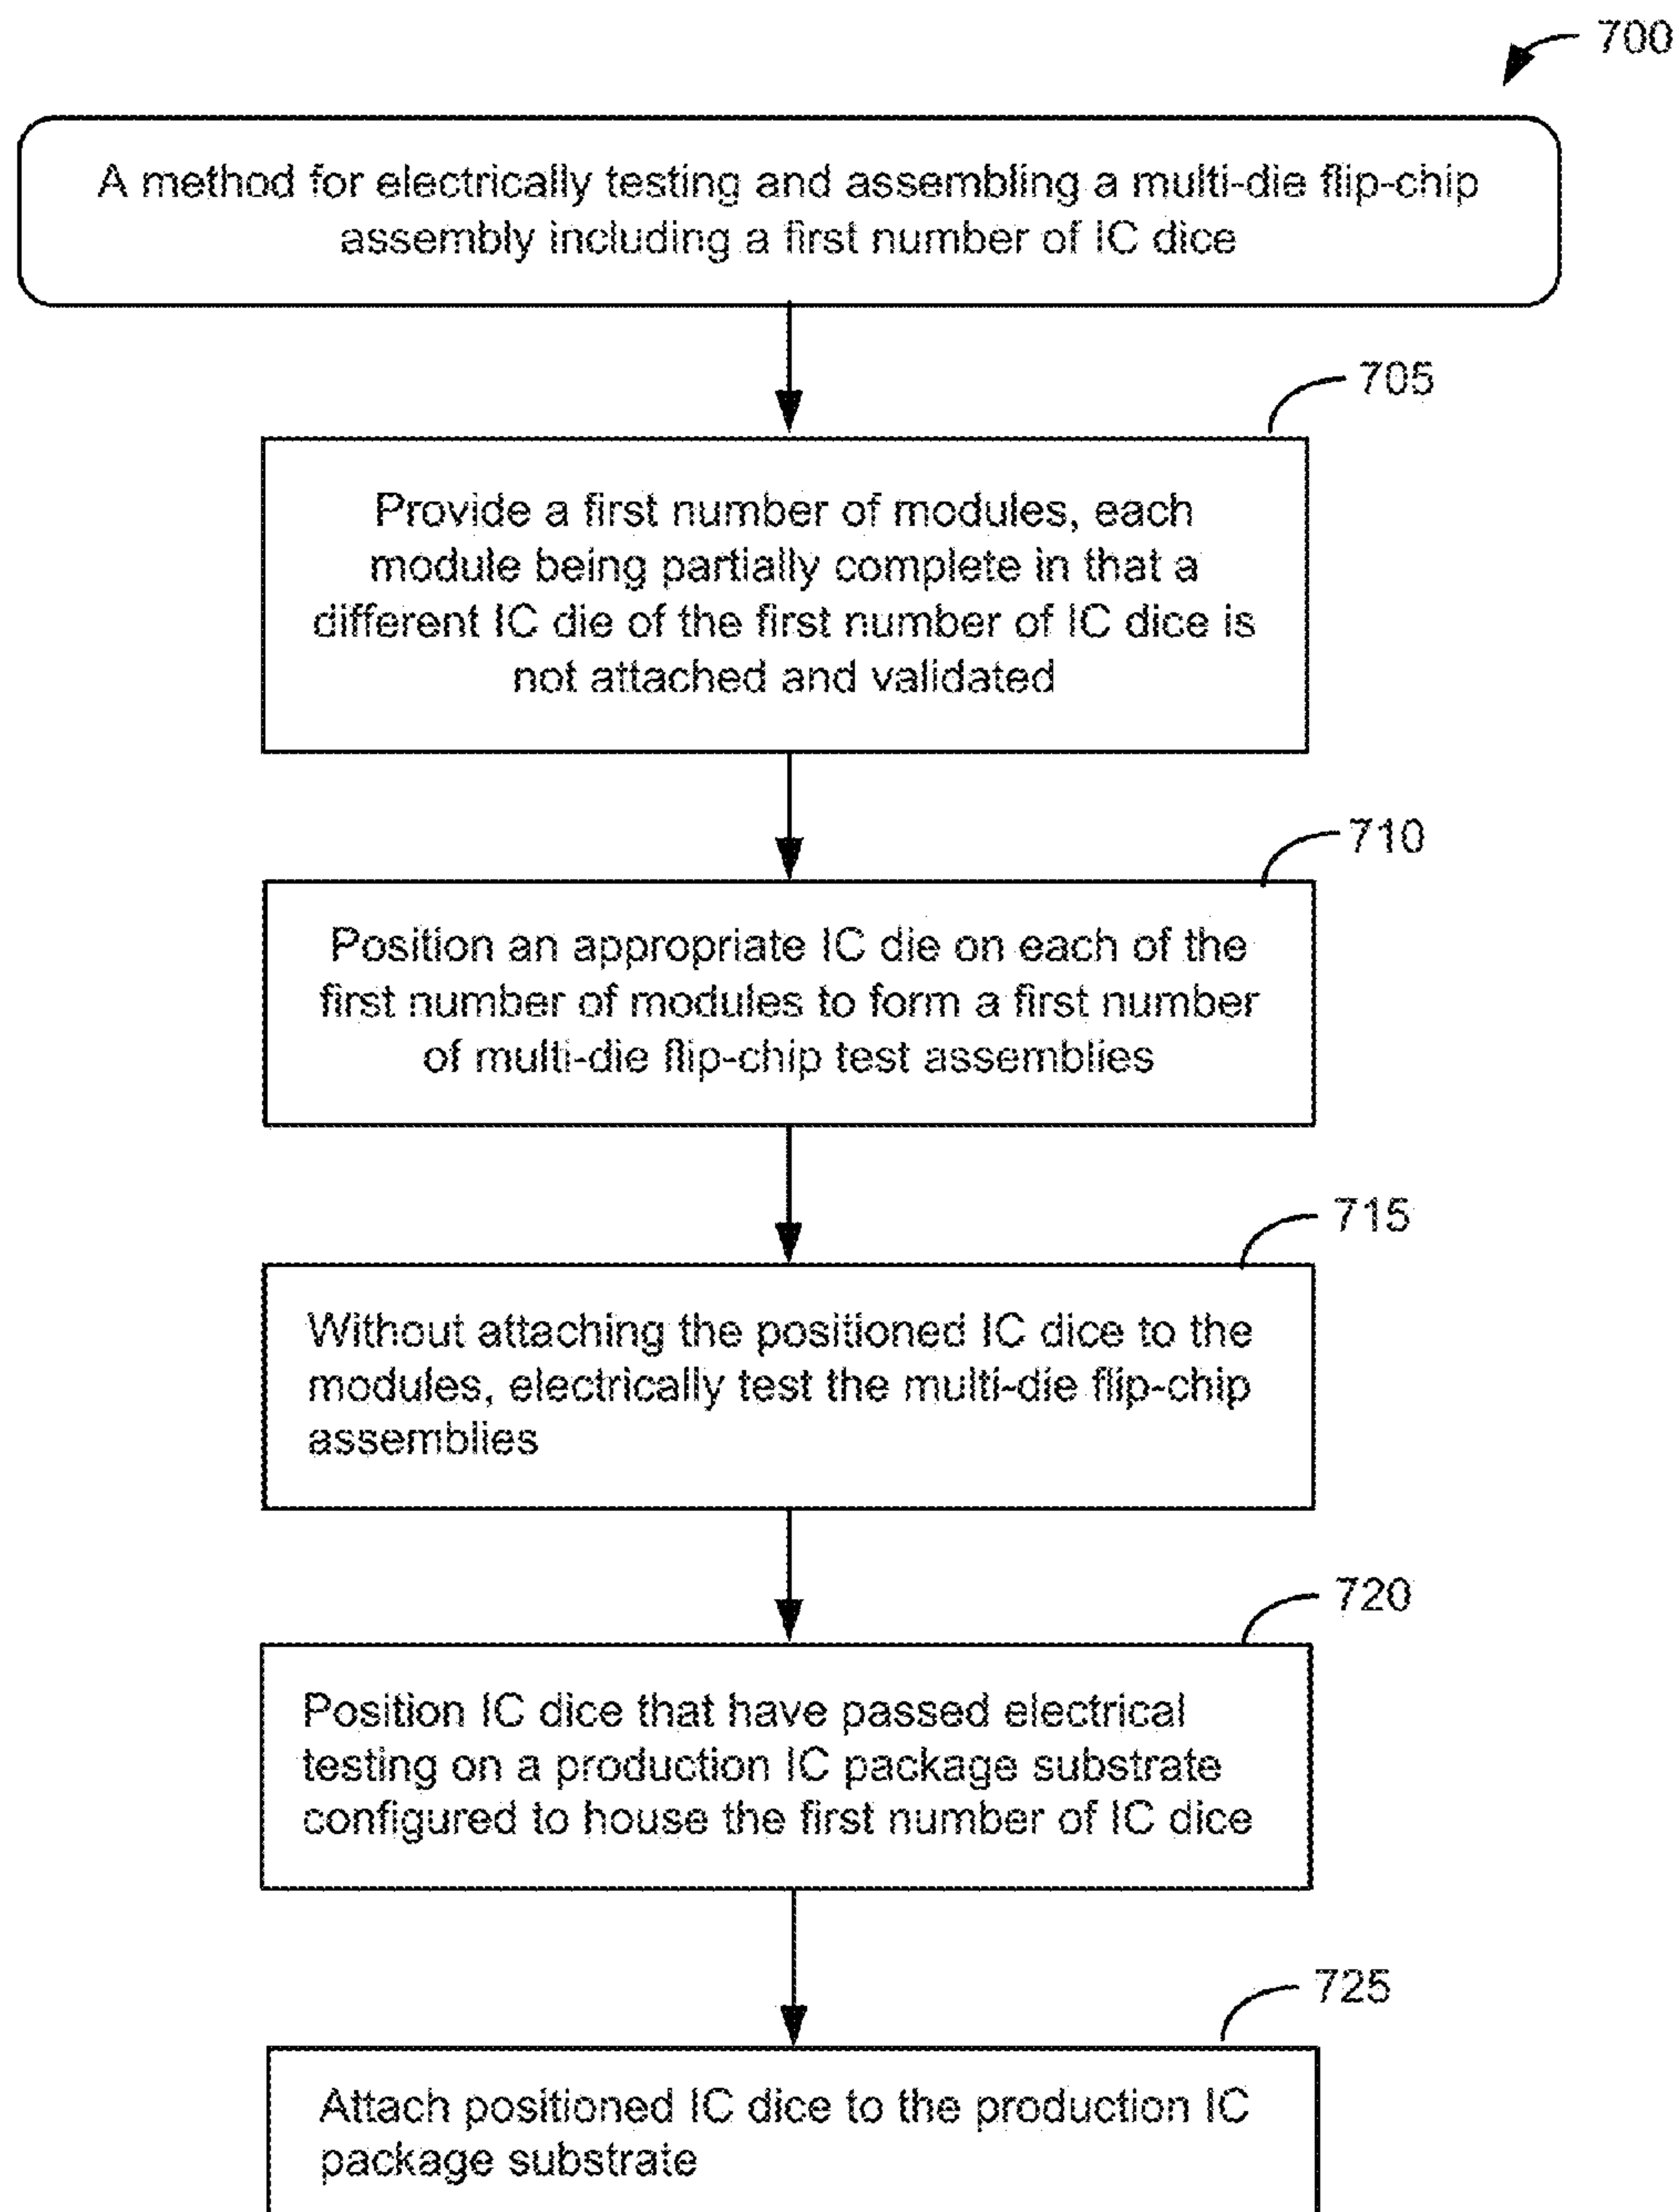 700
A method for electrically testing and assembling a multi-die flip-chip
assembly including a first number of IC dice
705
Provide a first number of modules, each
module being partially complete in that a
different IC die of the first number of IC dice is
not attached and validated
710
Position an appropriate IC die on each of the
first number of modules to form a first number
of multi-die flip-chip test assemblies
715
Without attaching the positioned IC dice to the
modules, electrically test the multi-die flip-chip
assemblies
720
Position IC dice that have passed electrical
testing on a production IC package substrate
configured to house the first number of IC dice
725
Attach positioned IC dice to the production IC
package substrate